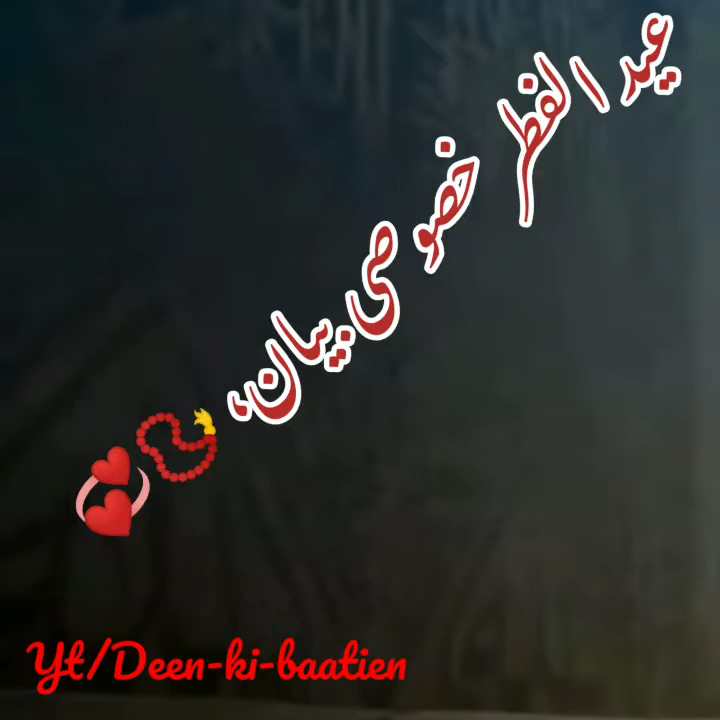 عید الفطر خصوصی بیان، 📿💞
Yt/Deen-ki-baatien